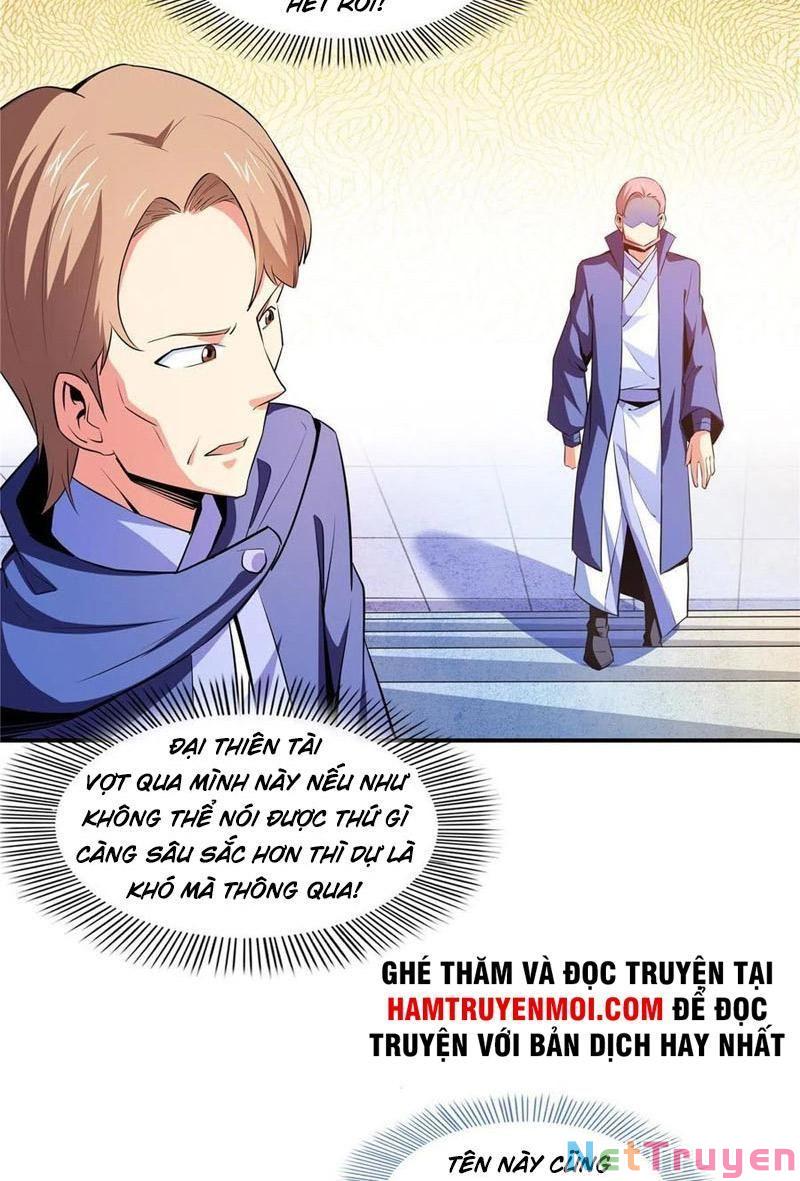 HẾT RỒI!
ĐẠI THIÊN TÀI
VỢT QUA MÌNH NÀY NẾU NHƯ
KHÔNG THỂ NÓI ĐƯỢC THỨ GÌ
CÀNG SÂU SẮC HƠN THÌ DỰ LÀ
KHÓ MÀ THÔNG QUA!
GHÉ THĂM VÀ ĐỌC TRUYỆN TẠI
HAMTRUYENMOI.COM ĐỂ ĐỌC
TRUYỆN VỚI BẢN DỊCH HAY NHẤT
TÊN NÀY CŨNG
NetTruyen